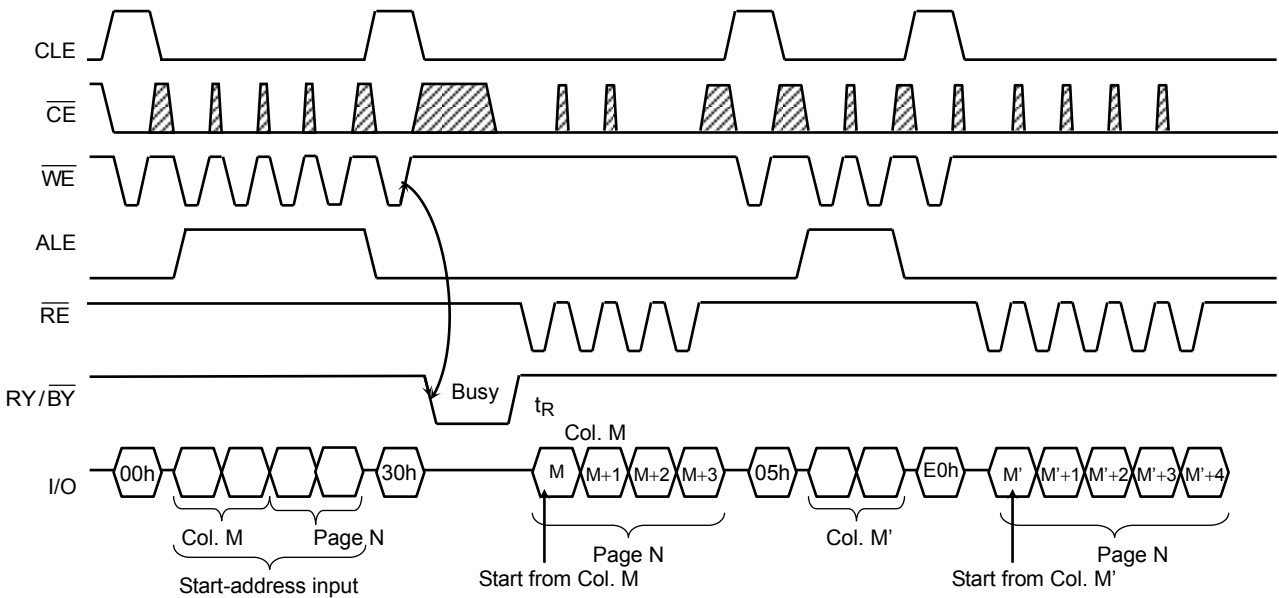 CLE
CE
WE
ALE
RE
RY/BY
Busy
tR
Col. M
I/O
00h
30h
M
M+1
M+2
M+3
05h
E0h
M'
M'+1
M'+2
M'+3
M'+4
Col. M
Page N
Start-address input
Page N
Start from Col. M
Col. M'
Page N
Start from Col. M'